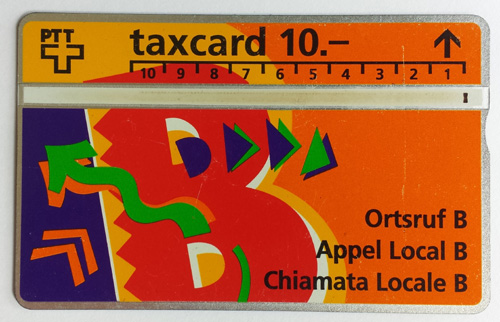 PTT
taxcard 10.–
10 9 8 7 6 5 4 3 2 1
Ortsruf B
Appel Local B
Chiamata Locale B